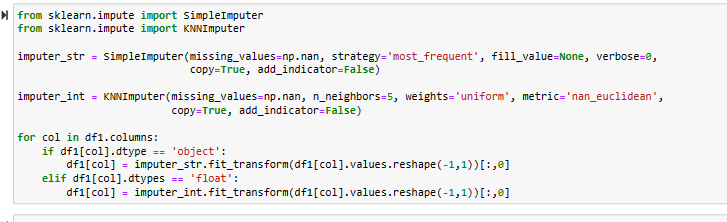 from sklearn.impute import SimpleImputer
from sklearn.impute import KNNImputer
imputer_str = SimpleImputer(missing_values=np.nan, strategy='most_frequent', fill_value=None, verbose=0,
copy=True, add_indicator=False)
imputer_int = KNNImputer(missing_values=np.nan, n_neighbors=5, weights='uniform', metric='nan_euclidean',
copy=True, add_indicator=False)
for col in df1.columns:
if df1[col].dtype == 'object':
df1[col] = imputer_str.fit_transform(df1[col].values.reshape(-1,1))[:,0]
elif df1[col].dtypes == 'float':
df1[col] = imputer_int.fit_transform(df1[col].values.reshape(-1,1))[:,0]